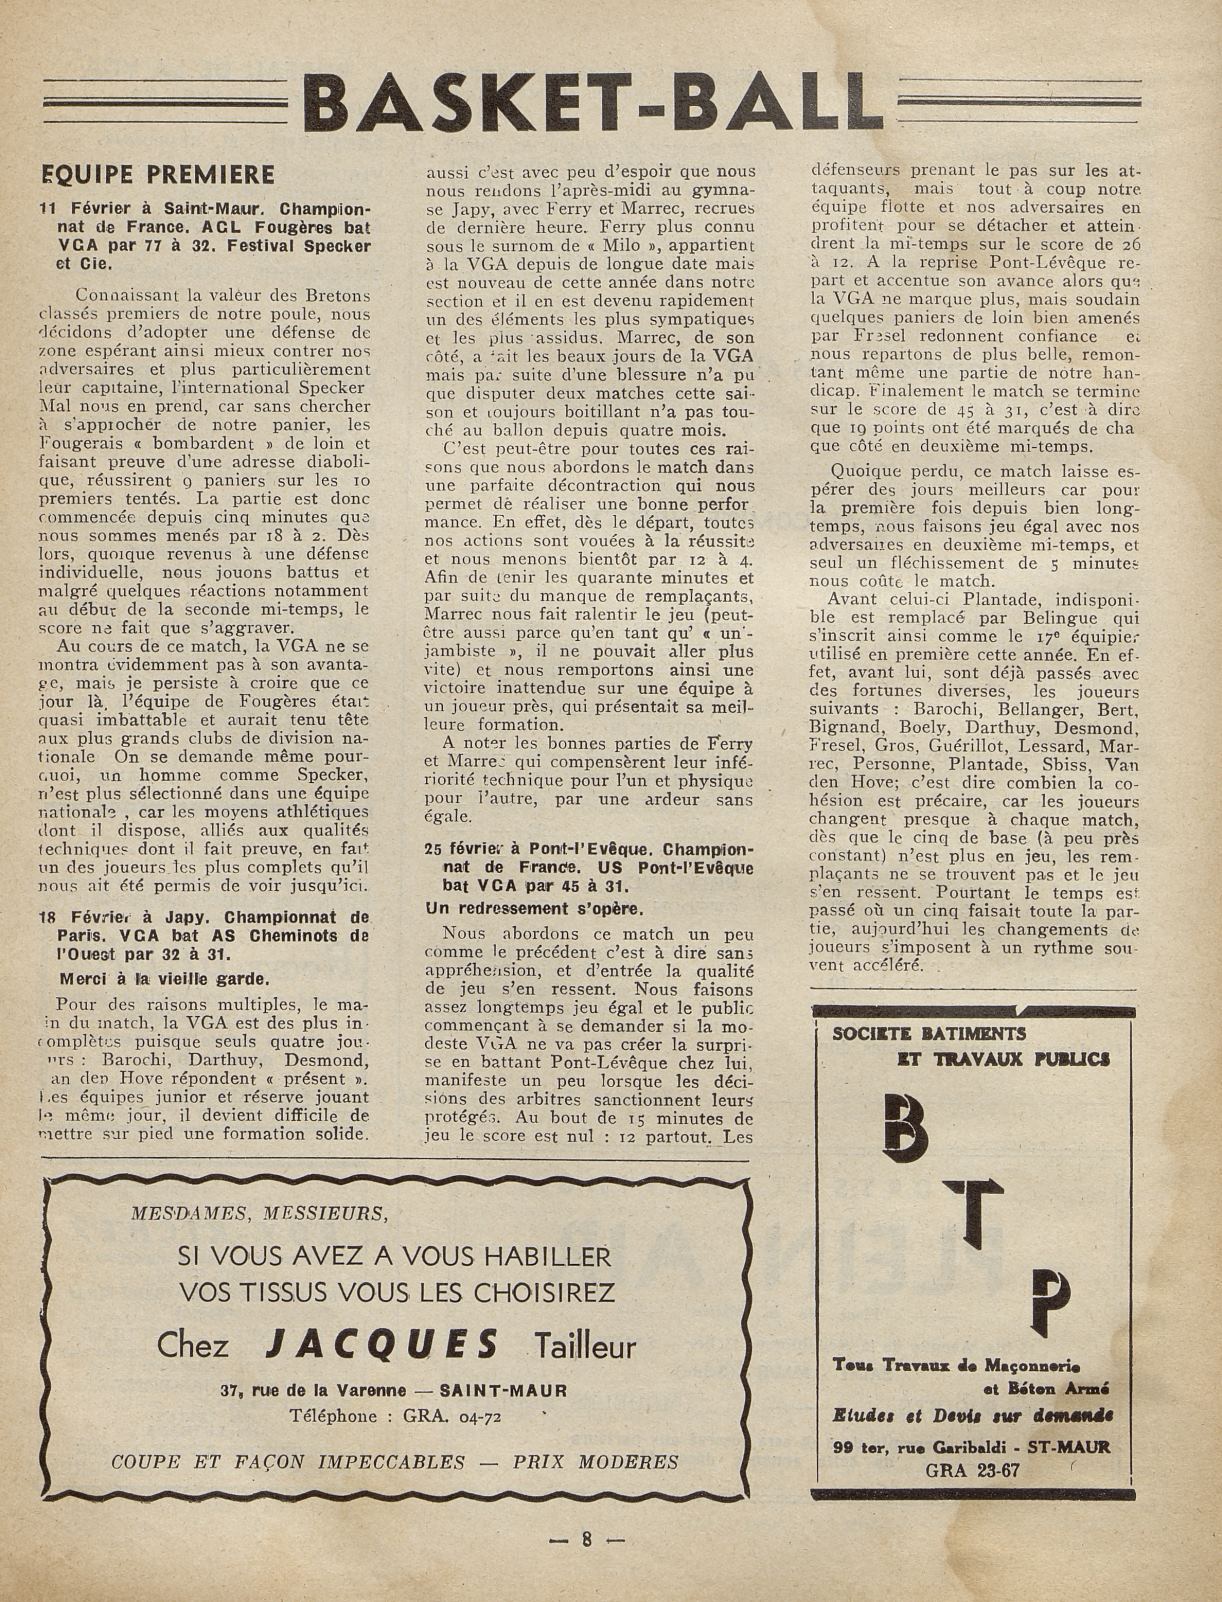 BASKET-BALL
EQUIPE PREMIERE
11 Février à Saint-Maur. Champion-
nat de France. ACL Fougères bat
VGA par 77 à 32. Festival Specker
et Cie.
Connaissant la valeur des Bretons
classés premiers de notre poule, nous
décidons d'adopter une défense de
zone espérant ainsi mieux contrer nos
adversaires et plus particulièrement
leur capitaine, l'international Specker
Mal nous en prend, car sans chercher
à s'approcher de notre panier, les
Fougerais « bombardent » de loin et
faisant preuve d'une adresse diaboli-
que, réussirent 9 paniers sur les 10
premiers tentés. La partie est donc
commencée depuis cinq minutes que
nous sommes menés par 18 à 2. Dès
lors, quoique revenus à une défense
individuelle, nous jouons battus et
malgré quelques réactions notamment
au début de la seconde mi-temps, le
score ne fait que s'aggraver.
Au cours de ce match, la VGA ne se
montra évidemment pas à son avanta-
ge, mais je persiste à croire que ce
jour là, l'équipe de Fougères était
quasi imbattable et aurait tenu tête
aux plus grands clubs de division na-
tionale On se demande même pour-
quoi, un homme comme Specker,
n'est plus sélectionné dans une équipe
nationale , car les moyens athlétiques
dont il dispose, alliés aux qualités
techniques dont il fait preuve, en fait
un des joueurs les plus complets qu'il
nous ait été permis de voir jusqu'ici.
18 Février à Japy. Championnat de
Paris. VGA bat AS Cheminots de
l'Ouest par 32 à 31.
Merci à la vieille garde.
Pour des raisons multiples, le ma-
in du match, la VGA est des plus in-
complètes puisque seuls quatre jou-
urs : Barochi, Darthuy, Desmond,
an den Hove répondent « présent ».
Les équipes junior et réserve jouant
le même jour, il devient difficile de
mettre sur pied une formation solide.
aussi c'est avec peu d'espoir que nous
nous rendons l'après-midi au gymna-
se Japy, avec Ferry et Marrec, recrues
de dernière heure. Ferry plus connu
sous le surnom de « Milo », appartient
à la VGA depuis de longue date mais
est nouveau de cette année dans notre
section et il en est devenu rapidement
un des éléments les plus sympatiques
et les plus assidus. Marrec, de son
côté, a fait les beaux jours de la VGA
mais par suite d'une blessure n'a pu
que disputer deux matches cette sai-
son et toujours boitillant n'a pas tou-
ché au ballon depuis quatre mois.
C'est peut-être pour toutes ces rai-
sons que nous abordons le match dans
une parfaite décontraction qui nous
permet de réaliser une bonne perfor
mance. En effet, dès le départ, toutes
nos actions sont vouées à la réussite
et nous menons bientôt par 12 à 4.
Afin de tenir les quarante minutes et
par suite du manque de remplaçants,
Marrec nous fait ralentir le jeu (peut-
être aussi parce qu'en tant qu' « un'-
jambiste », il ne pouvait aller plus
vite) et nous remportons ainsi une
victoire inattendue sur une équipe à
un joueur près, qui présentait sa meil-
leure formation.
A noter les bonnes parties de Ferry
et Marrec qui compensèrent leur infé-
riorité technique pour l'un et physique
pour l'autre, par une ardeur sans
égale.
25 février à Pont-l'Evêque. Champion-
nat de France. US Pont-l'Evêque
bat VCA par 45 à 31.
Un redressement s'opère.
Nous abordons ce match un peu
comme le précédent c'est à dire sans
appréhension, et d'entrée la qualité
de jeu s'en ressent. Nous faisons
assez longtemps jeu égal et le public
commençant à se demander si la mo-
deste VGA ne va pas créer la surpri-
se en battant Pont-Lévêque chez lui,
manifeste un peu lorsque les déci-
sions des arbitres sanctionnent leurs
protégés. Au bout de 15 minutes de
jeu le score est nul : 12 partout. Les
défenseurs prenant le pas sur les at-
taquants, mais tout à coup notre
équipe flotte et nos adversaires en
profitent pour se détacher et attein-
drent la mi-temps sur le score de 26
à 12. A la reprise Pont-Lévêque re-
part et accentue son avance alors que
la VGA ne marque plus, mais soudain
quelques paniers de loin bien amenés
par Fresel redonnent confiance et
nous repartons de plus belle, remon-
tant même une partie de notre han-
dicap. Finalement le match se termine
sur le score de 45 à 31, c'est à dire
que 19 points ont été marqués de cha
que côté en deuxième mi-temps.
Quoique perdu, ce match laisse es-
pérer des jours meilleurs car pour
la première fois depuis bien long-
temps, nous faisons jeu égal avec nos
adversaires en deuxième mi-temps, et
seul un fléchissement de 5 minutes
nous coûte le match.
Avant celui-ci Plantade, indisponi-
ble est remplacé par Belingue qui
s'inscrit ainsi comme le 17e équipier
utilisé en première cette année. En ef-
fet, avant lui, sont déjà passés avec
des fortunes diverses, les joueurs
suivants : Barochi, Bellanger, Bert,
Bignand, Boely, Darthuy, Desmond,
Fresel, Gros, Guérillot, Lessard, Mar-
rec, Personne, Plantade, Sbiss, Van
den Hove; c'est dire combien la co-
hésion est précaire, car les joueurs
changent presque à chaque match,
dès que le cinq de base (à peu près
constant) n'est plus en jeu, les rem-
plaçants ne se trouvent pas et le jeu
s'en ressent. Pourtant le temps est
passé où un cinq faisait toute la par-
tie, aujourd'hui les changements de
joueurs s'imposent à un rythme sou-
vent accéléré.
MESDAMES, MESSIEURS,
SI VOUS AVEZ A VOUS HABILLER
VOS TISSUS VOUS LES CHOISIREZ
Chez JACQUES Tailleur
37, rue de la Varenne — SAINT-MAUR
Téléphone : GRA. 04-72
COUPE ET FAÇON IMPECCABLES — PRIX MODERES
SOCIETE BATIMENTS
ET TRAVAUX PUBLICS
B
T
P
Tous Travaux de Maçonnerie
et Béton Armé
Etudes et Devis sur demande
99 ter, rue Garibaldi - ST-MAUR
GRA 23-67
— 8 —